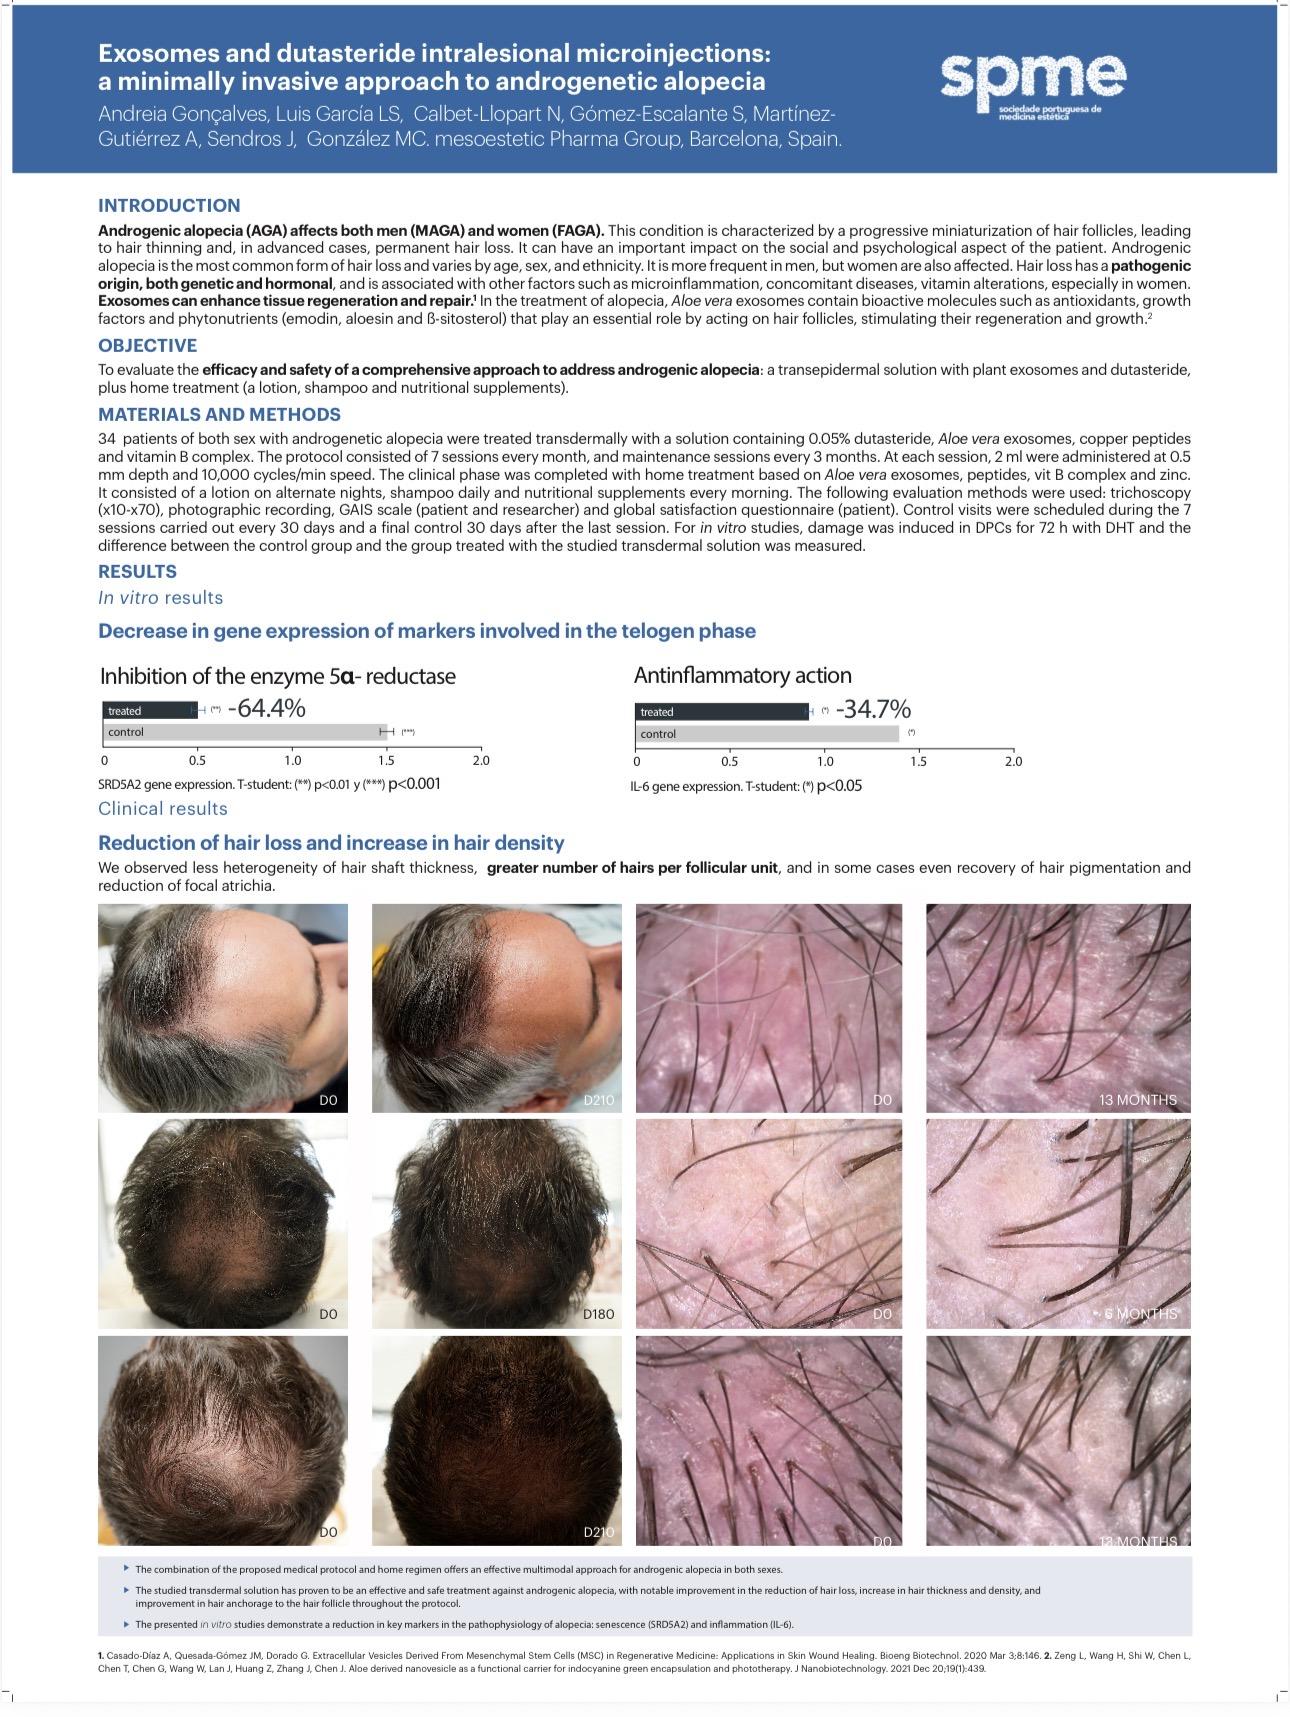 Exosomes and dutasteride intralesional microinjections:
a minimally invasive approach to androgenetic alopecia
Andreia Gonçalves, Luis García LS, Calbet-Llopart N, Gómez-Escalante S, Martínez-
Gutiérrez A, Sendros J, González MC. mesoestetic Pharma Group, Barcelona, Spain.
spme
sociedade portuguesa de
medicina estética
INTRODUCTION
Androgenic alopecia (AGA) affects both men (MAGA) and women (FAGA). This condition is characterized by a progressive miniaturization of hair follicles, leading
to hair thinning and, in advanced cases, permanent hair loss. It can have an important impact on the social and psychological aspect of the patient. Androgenic
alopecia is the most common form of hair loss and varies by age, sex, and ethnicity. It is more frequent in men, but women are also affected. Hair loss has a pathogenic
origin, both genetic and hormonal, and is associated with other factors such as microinflammation, concomitant diseases, vitamin alterations, especially in women.
Exosomes can enhance tissue regeneration and repair.¹ In the treatment of alopecia, Aloe vera exosomes contain bioactive molecules such as antioxidants, growth
factors and phytonutrients (emodin, aloesin and ß-sitosterol) that play an essential role by acting on hair follicles, stimulating their regeneration and growth.²
OBJECTIVE
To evaluate the efficacy and safety of a comprehensive approach to address androgenic alopecia: a transepidermal solution with plant exosomes and dutasteride,
plus home treatment (a lotion, shampoo and nutritional supplements).
MATERIALS AND METHODS
34 patients of both sex with androgenetic alopecia were treated transdermally with a solution containing 0.05% dutasteride, Aloe vera exosomes, copper peptides
and vitamin B complex. The protocol consisted of 7 sessions every month, and maintenance sessions every 3 months. At each session, 2 ml were administered at 0.5
mm depth and 10,000 cycles/min speed. The clinical phase was completed with home treatment based on Aloe vera exosomes, peptides, vit B complex and zinc.
It consisted of a lotion on alternate nights, shampoo daily and nutritional supplements every morning. The following evaluation methods were used: trichoscopy
(x10-x70), photographic recording, GAIS scale (patient and researcher) and global satisfaction questionnaire (patient). Control visits were scheduled during the 7
sessions carried out every 30 days and a final control 30 days after the last session. For in vitro studies, damage was induced in DPCs for 72 h with DHT and the
difference between the control group and the group treated with the studied transdermal solution was measured.
RESULTS
In vitro results
Decrease in gene expression of markers involved in the telogen phase
Inhibition of the enzyme 5α- reductase
treated (**) -64.4%
control (***)
0 0.5 1.0 1.5 2.0
SRD5A2 gene expression. T-student: (**) p<0.01 y (***) p<0.001
Antinflammatory action
treated (*) -34.7%
control (*)
0 0.5 1.0 1.5 2.0
IL-6 gene expression. T-student: (*) p<0.05
Clinical results
Reduction of hair loss and increase in hair density
We observed less heterogeneity of hair shaft thickness, greater number of hairs per follicular unit, and in some cases even recovery of hair pigmentation and
reduction of focal atrichia.
D0 D210 D0 13 MONTHS
D0 D180 D0 6 MONTHS
D0 D210 D0 13 MONTHS
The combination of the proposed medical protocol and home regimen offers an effective multimodal approach for androgenic alopecia in both sexes.
The studied transdermal solution has proven to be an effective and safe treatment against androgenic alopecia, with notable improvement in the reduction of hair loss, increase in hair thickness and density, and
improvement in hair anchorage to the hair follicle throughout the protocol.
The presented in vitro studies demonstrate a reduction in key markers in the pathophysiology of alopecia: senescence (SRD5A2) and inflammation (IL-6).
1. Casado-Díaz A, Quesada-Gómez JM, Dorado G. Extracellular Vesicles Derived From Mesenchymal Stem Cells (MSC) in Regenerative Medicine: Applications in Skin Wound Healing. Bioeng Biotechnol. 2020 Mar 3;8:146. 2. Zeng L, Wang H, Shi W, Chen L,
Chen T, Chen G, Wang W, Lan J, Huang Z, Zhang J, Chen J. Aloe derived nanovesicle as a functional carrier for indocyanine green encapsulation and phototherapy. J Nanobiotechnology. 2021 Dec 20;19(1):439.